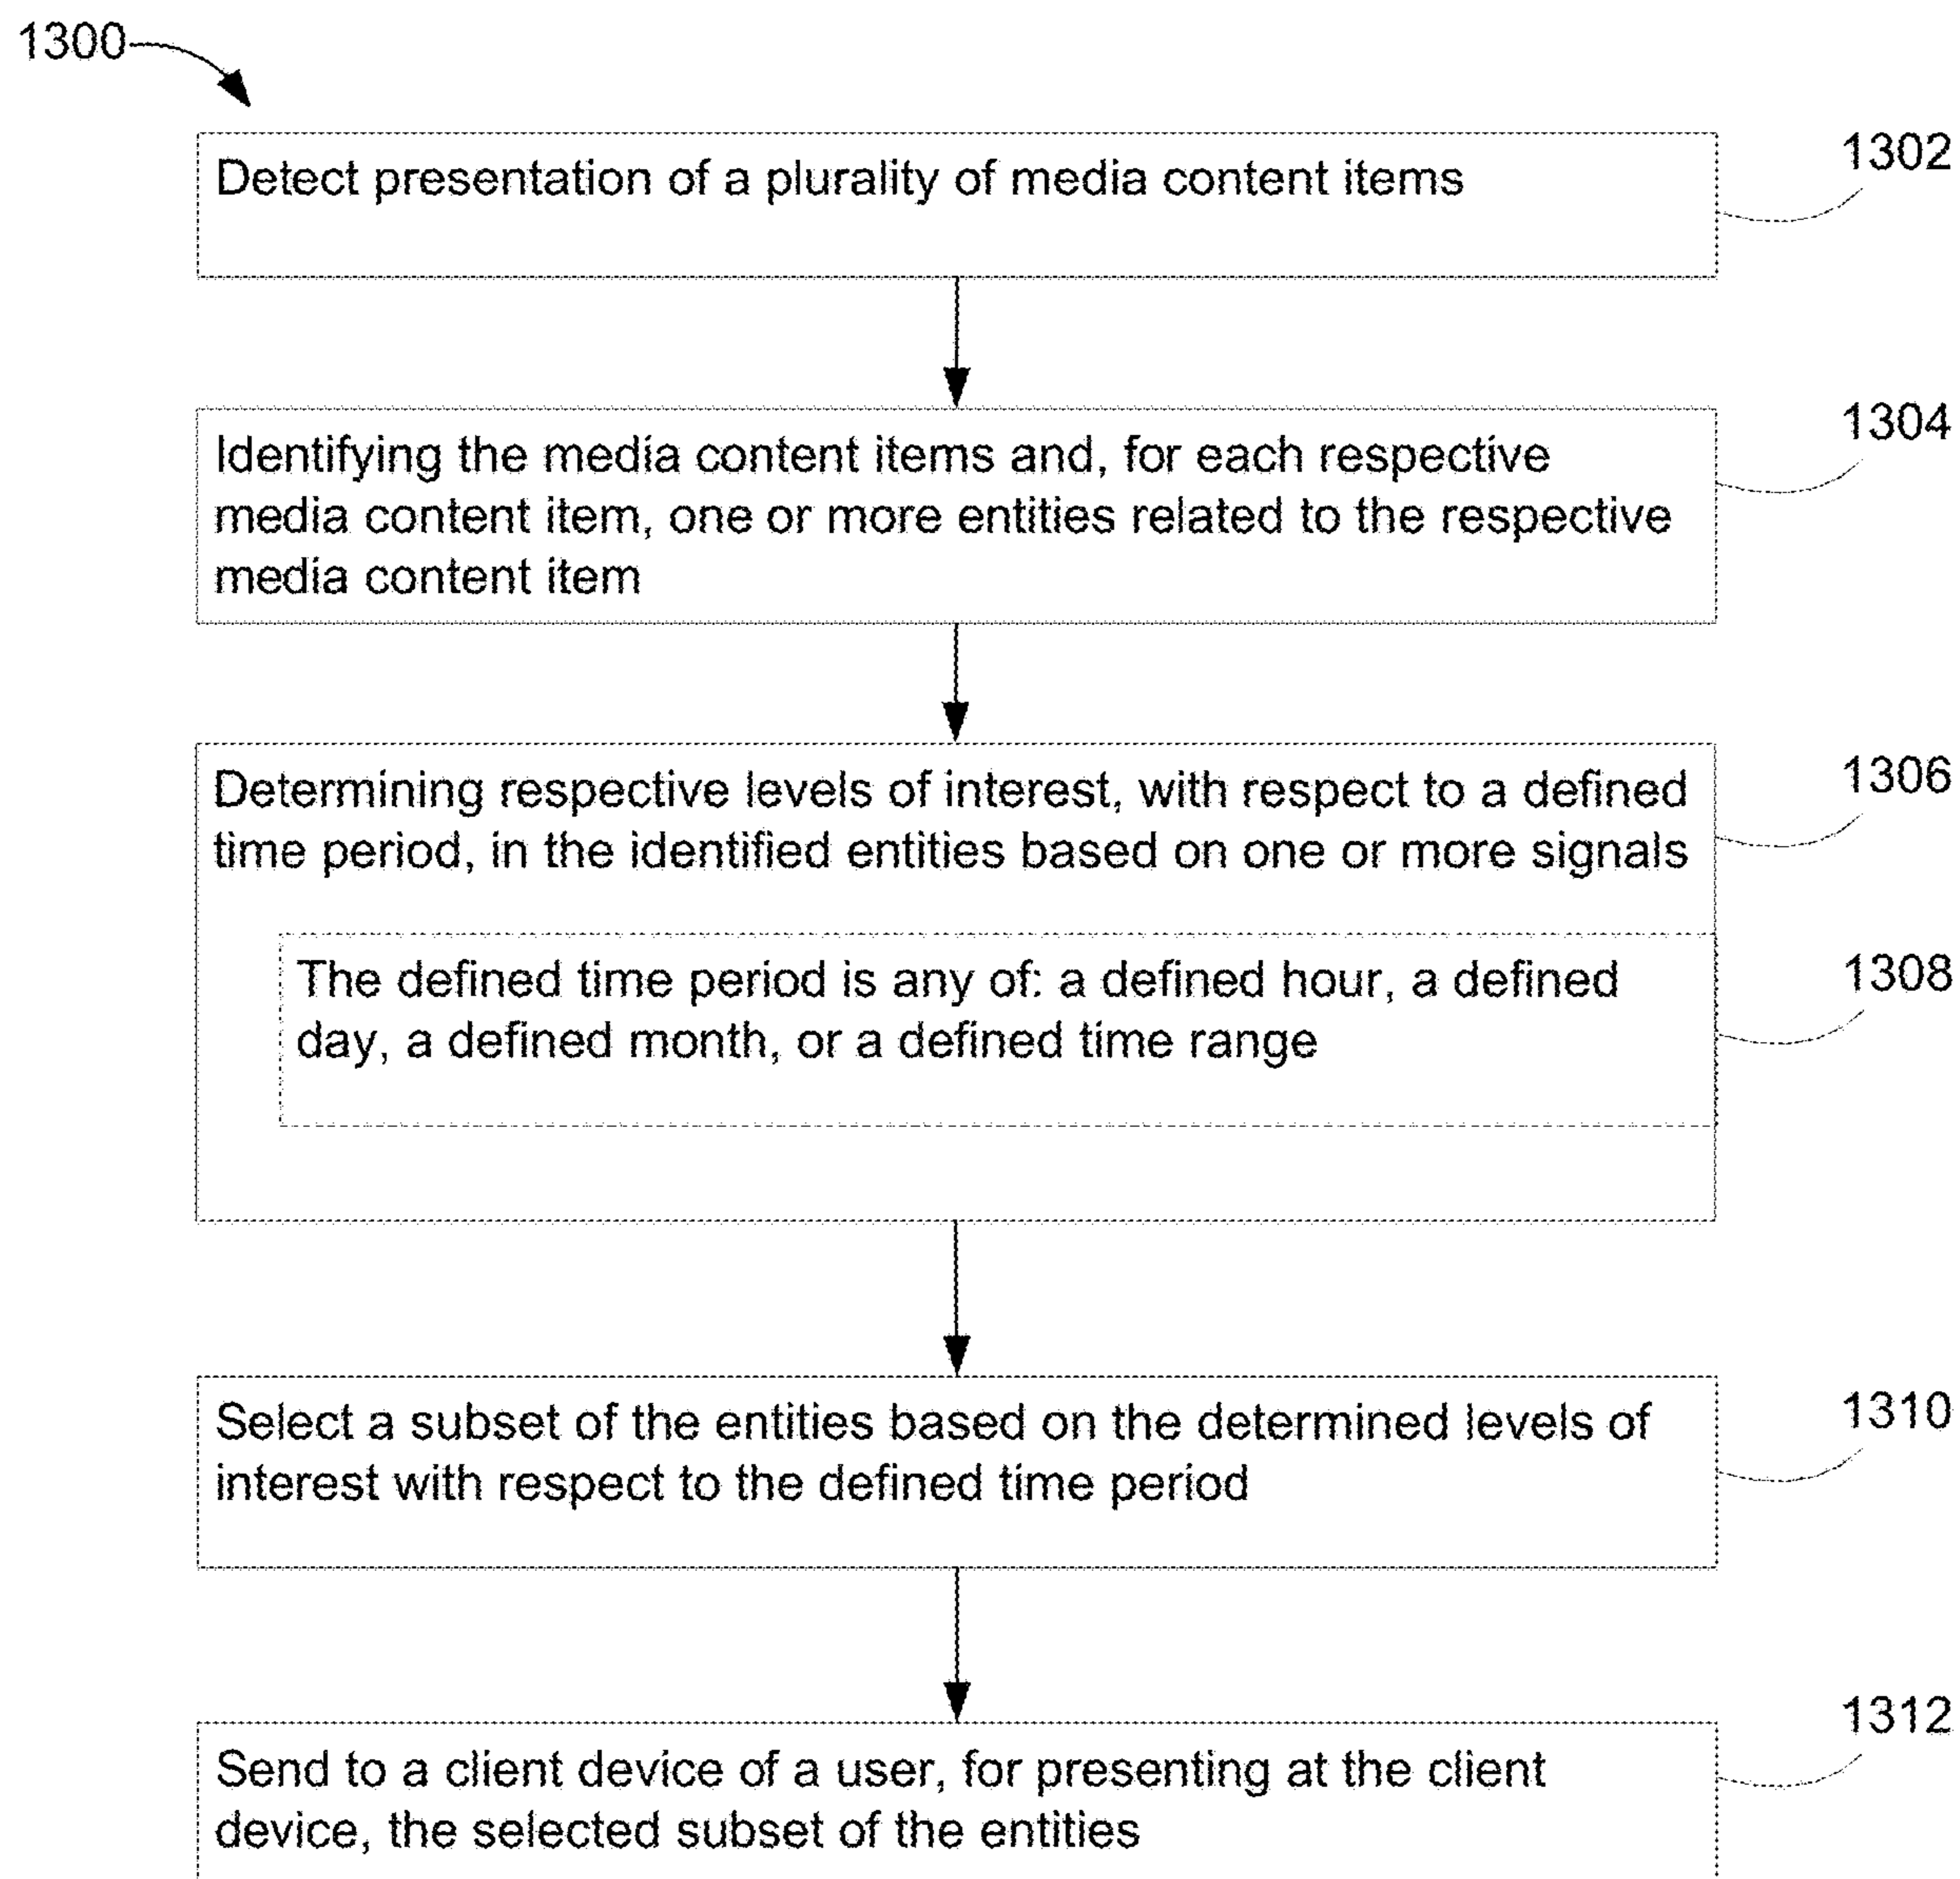 1300
1302
Detect presentation of a plurality of media content items
1304
Identifying the media content items and, for each respective
media content item, one or more entities related to the respective
media content item
1306
Determining respective levels of interest, with respect to a defined
time period, in the identified entities based on one or more signals
1308
The defined time period is any of: a defined hour, a defined
day, a defined month, or a defined time range
1310
Select a subset of the entities based on the determined levels of
interest with respect to the defined time period
1312
Send to a client device of a user, for presenting at the client
device, the selected subset of the entities